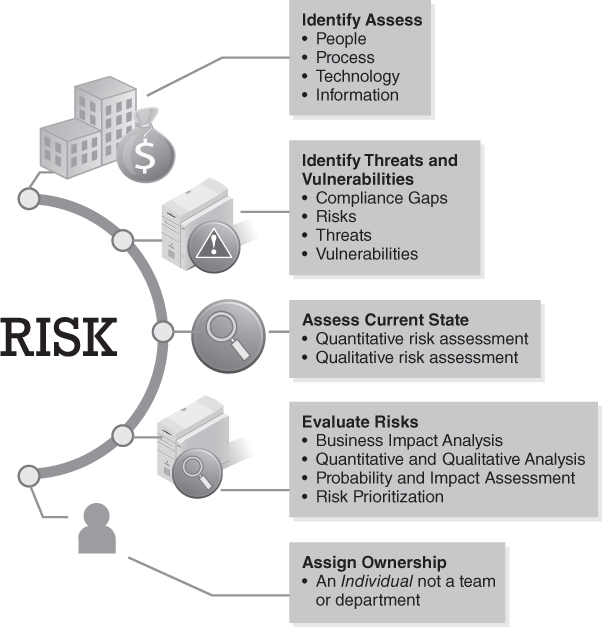 Identify Assess
• People
• Process
• Technology
• Information
$
Identify Threats and
Vulnerabilities
• Compliance Gaps
• Risks
• Threats
• Vulnerabilities
!
RISK
Assess Current State
• Quantitative risk assessment
• Qualitative risk assessment
Evaluate Risks
• Business Impact Analysis
• Quantitative and Qualitative Analysis
• Probability and Impact Assessment
• Risk Prioritization
Assign Ownership
• An Individual not a team
or department